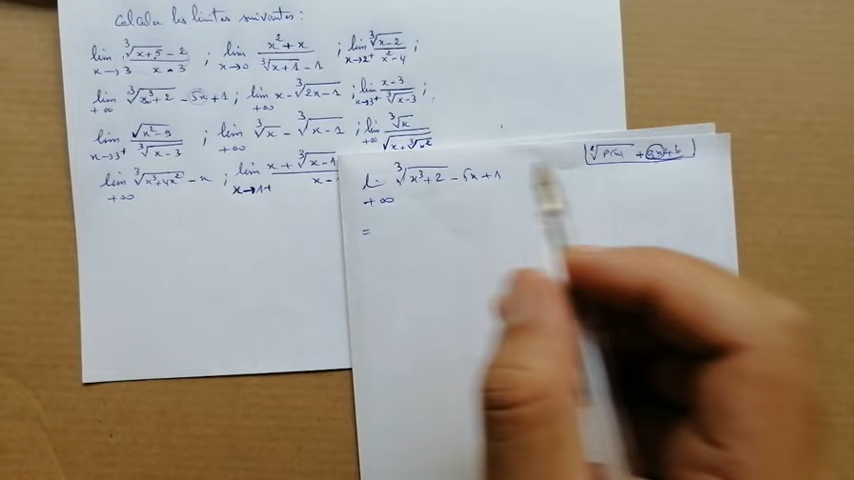 Calculer les limites suivantes :
lim x→3 ∛(x+5) - 2 / x - 3 ; lim x→0 x² + x / ∛(x+1) - 1 ; lim x→2⁺ ∛(x-2) / x² - 4 ;
lim +∞ ∛(x³+2) - 5x + 1 ; lim +∞ x - ∛(2x-1) ; lim x→3⁺ x-3 / ∛(x-3) ;
lim x→3⁺ √(x²-9) / ∛(x-3) ; lim +∞ ∛x - ∛(x-1) ; lim +∞ ∛x / √(x+∛x²)
lim +∞ ∛(x³+4x²) - x ; lim x→1+ x + ∛(x-1) / x-
+ b
lim +∞ ∛(x³+2) - 5x + 1
=